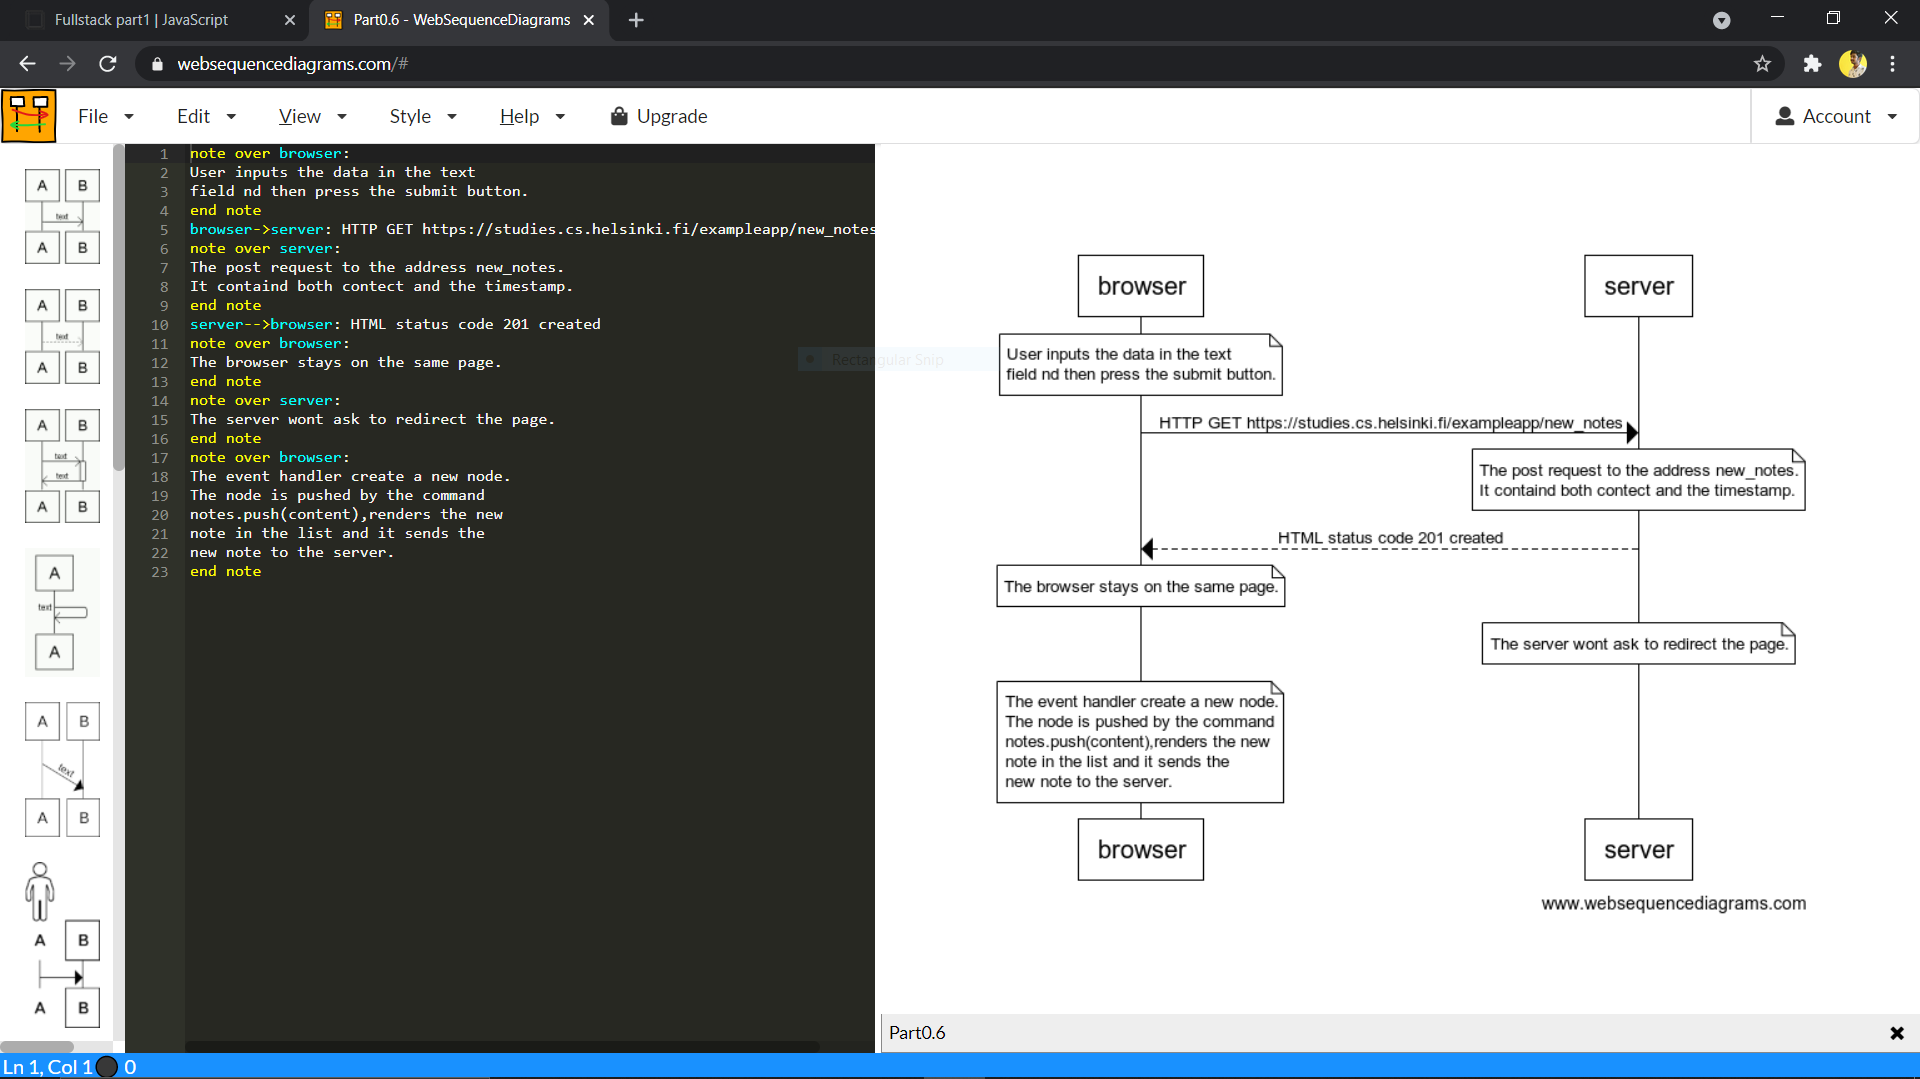 Fullstack part1 | JavaScript
Part0.6 - WebSequenceDiagrams
websequencediagrams.com/#
File
Edit
View
Style
Help
Upgrade
Account
A B
text
A B
A B
text
A B
A B
text
text
A B
A
text
A
A B
text
A B
A B
A B
1 note over browser:
2 User inputs the data in the text
3 field nd then press the submit button.
4 end note
5 browser->server: HTTP GET https://studies.cs.helsinki.fi/exampleapp/new_notes
6 note over server:
7 The post request to the address new_notes.
8 It containd both contect and the timestamp.
9 end note
10 server-->browser: HTML status code 201 created
11 note over browser:
12 The browser stays on the same page.
13 end note
14 note over server:
15 The server wont ask to redirect the page.
16 end note
17 note over browser:
18 The event handler create a new node.
19 The node is pushed by the command
20 notes.push(content),renders the new
21 note in the list and it sends the
22 new note to the server.
23 end note
Rectangular Snip
browser
server
User inputs the data in the text
field nd then press the submit button.
HTTP GET https://studies.cs.helsinki.fi/exampleapp/new_notes
The post request to the address new_notes.
It containd both contect and the timestamp.
HTML status code 201 created
The browser stays on the same page.
The server wont ask to redirect the page.
The event handler create a new node.
The node is pushed by the command
notes.push(content),renders the new
note in the list and it sends the
new note to the server.
browser
server
www.websequencediagrams.com
Part0.6
Ln 1, Col 1 0